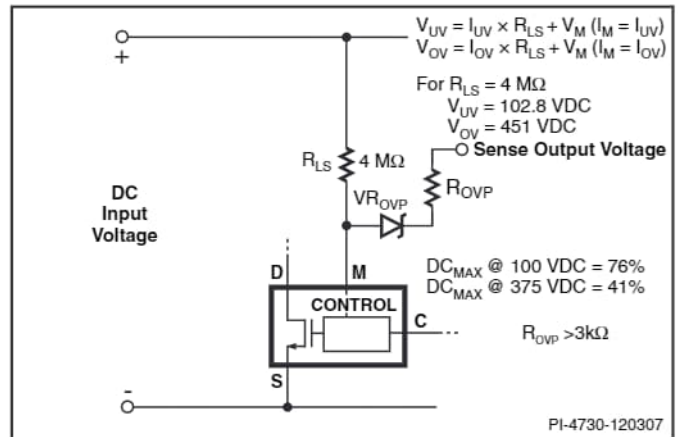 V_UV = I_UV × R_LS + V_M (I_M = I_UV)
V_OV = I_OV × R_LS + V_M (I_M = I_OV)
+
For R_LS = 4 MΩ
V_UV = 102.8 VDC
V_OV = 451 VDC
Sense Output Voltage
R_LS
4 MΩ
R_OVP
VR_OVP
DC
Input
Voltage
D
M
DC_MAX @ 100 VDC = 76%
DC_MAX @ 375 VDC = 41%
CONTROL
C
R_OVP >3kΩ
S
-
PI-4730-120307